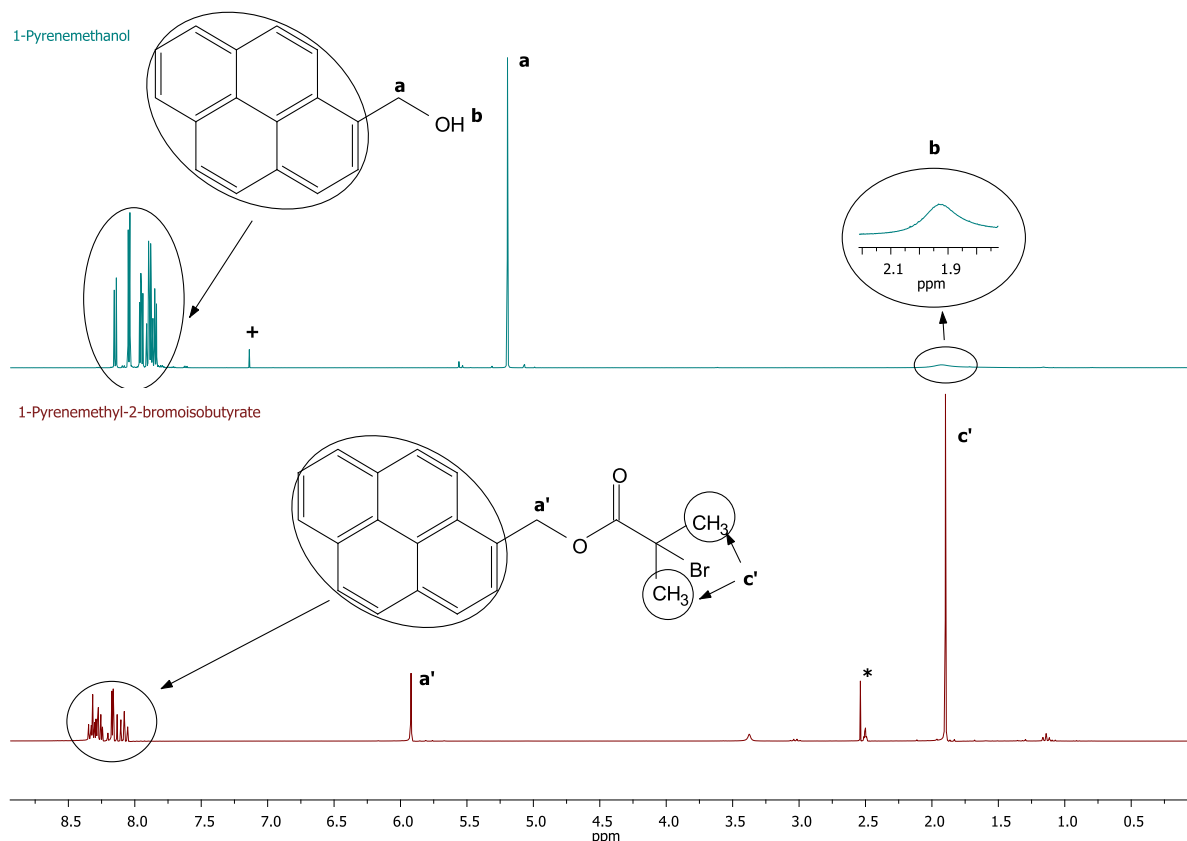 1-Pyrenemethanol
a
a
OH b
b
2.1 1.9
ppm
+
1-Pyrenemethyl-2-bromoisobutyrate
c'
O
a'
CH3
O
Br
c'
CH3
a'
*
8.5 8.0 7.5 7.0 6.5 6.0 5.5 5.0 4.5 4.0 3.5 3.0 2.5 2.0 1.5 1.0 0.5
ppm